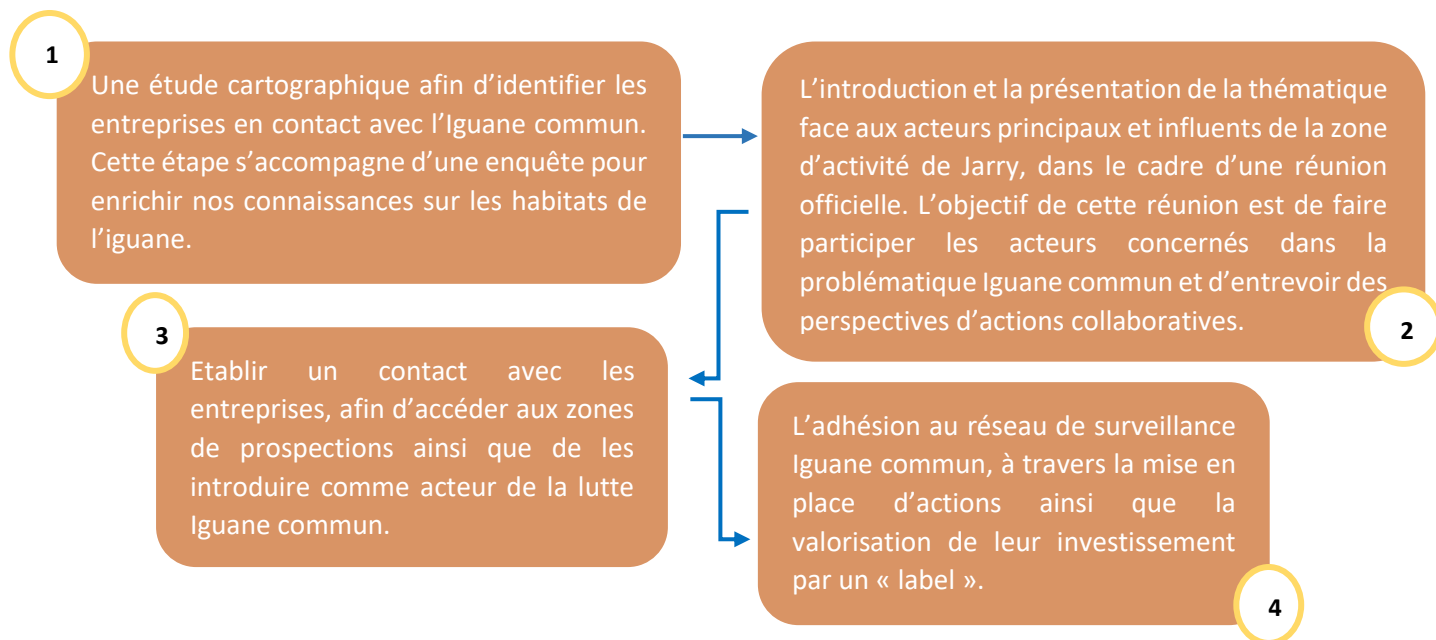 1
Une étude cartographique afin d’identifier les
entreprises en contact avec l’Iguane commun.
Cette étape s’accompagne d’une enquête pour
enrichir nos connaissances sur les habitats de
l’iguane.
L’introduction et la présentation de la thématique
face aux acteurs principaux et influents de la zone
d’activité de Jarry, dans le cadre d’une réunion
officielle. L’objectif de cette réunion est de faire
participer les acteurs concernés dans la
problématique Iguane commun et d’entrevoir des
perspectives d’actions collaboratives.
2
3
Etablir un contact avec les
entreprises, afin d’accéder aux zones
de prospections ainsi que de les
introduire comme acteur de la lutte
Iguane commun.
L’adhésion au réseau de surveillance
Iguane commun, à travers la mise en
place d’actions ainsi que la
valorisation de leur investissement
par un « label ».
4